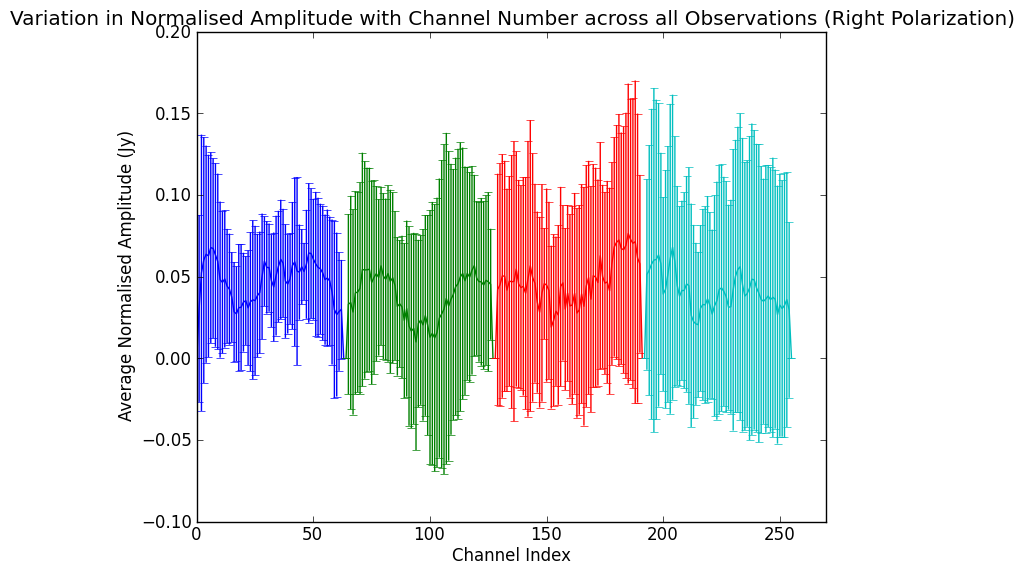 Variation in Normalised Amplitude with Channel Number across all Observations (Right Polarization)
0.20
0.15
0.10
0.05
0.00
−0.05
−0.10
Average Normalised Amplitude (Jy)
0 50 100 150 200 250
Channel Index